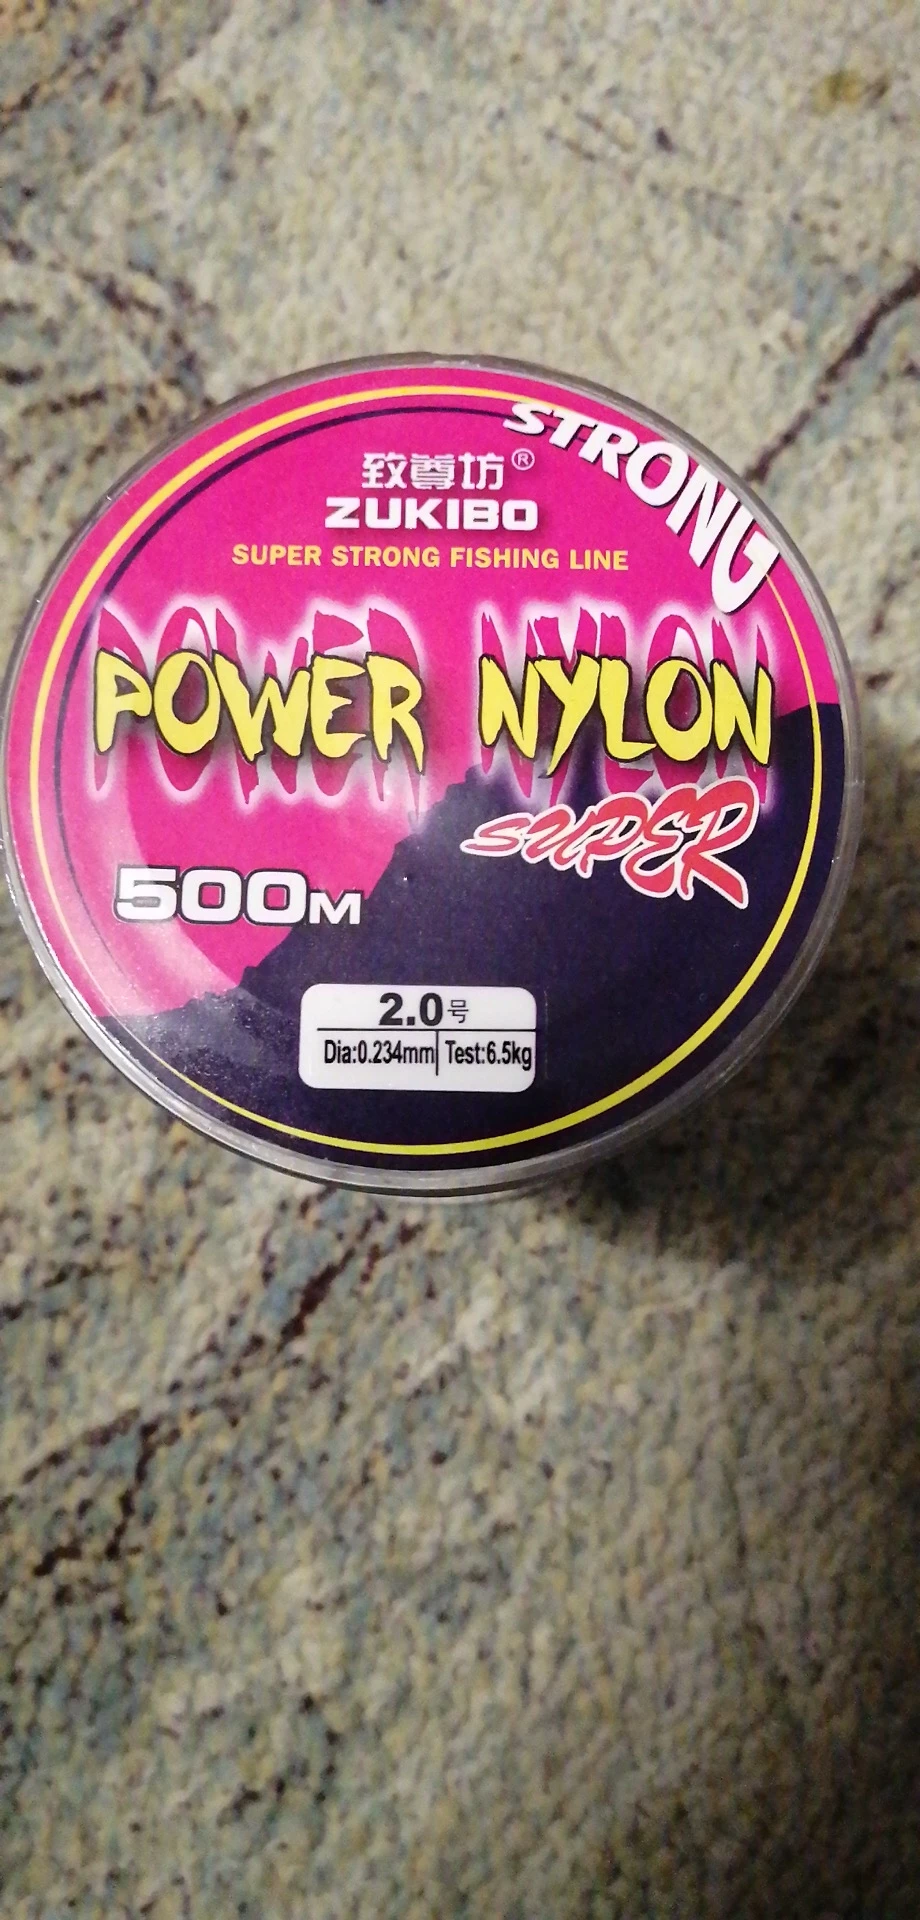 STRONG
致尊坊®
ZUKIBO
SUPER STRONG FISHING LINE
POWER NYLON
SUPER
500M
2.0号
Dia:0.234mm Test:6.5kg